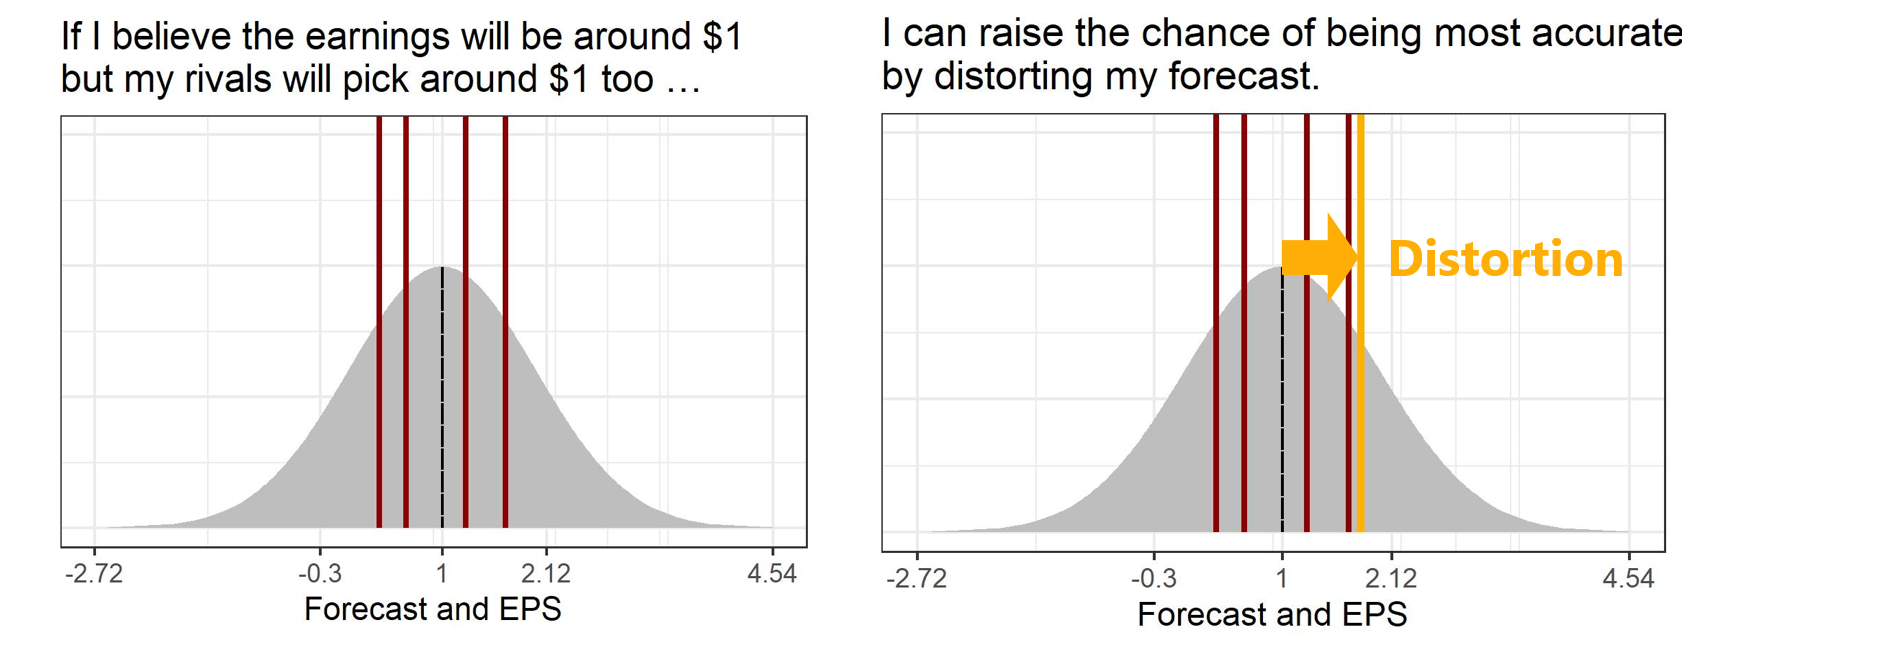 If I believe the earnings will be around $1
but my rivals will pick around $1 too …
-2.72
-0.3
1
2.12
4.54
Forecast and EPS
I can raise the chance of being most accurate
by distorting my forecast.
Distortion
-2.72
-0.3
1
2.12
4.54
Forecast and EPS